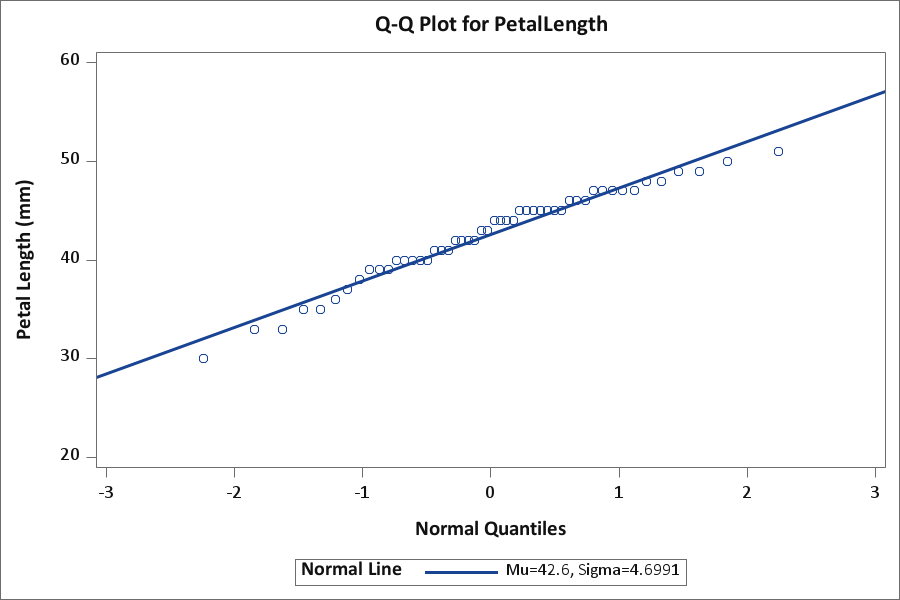 Q-Q Plot for PetalLength
60
50
40
30
20
Petal Length (mm)
-3 -2 -1 0 1 2 3
Normal Quantiles
Normal Line Mu=42.6, Sigma=4.6991